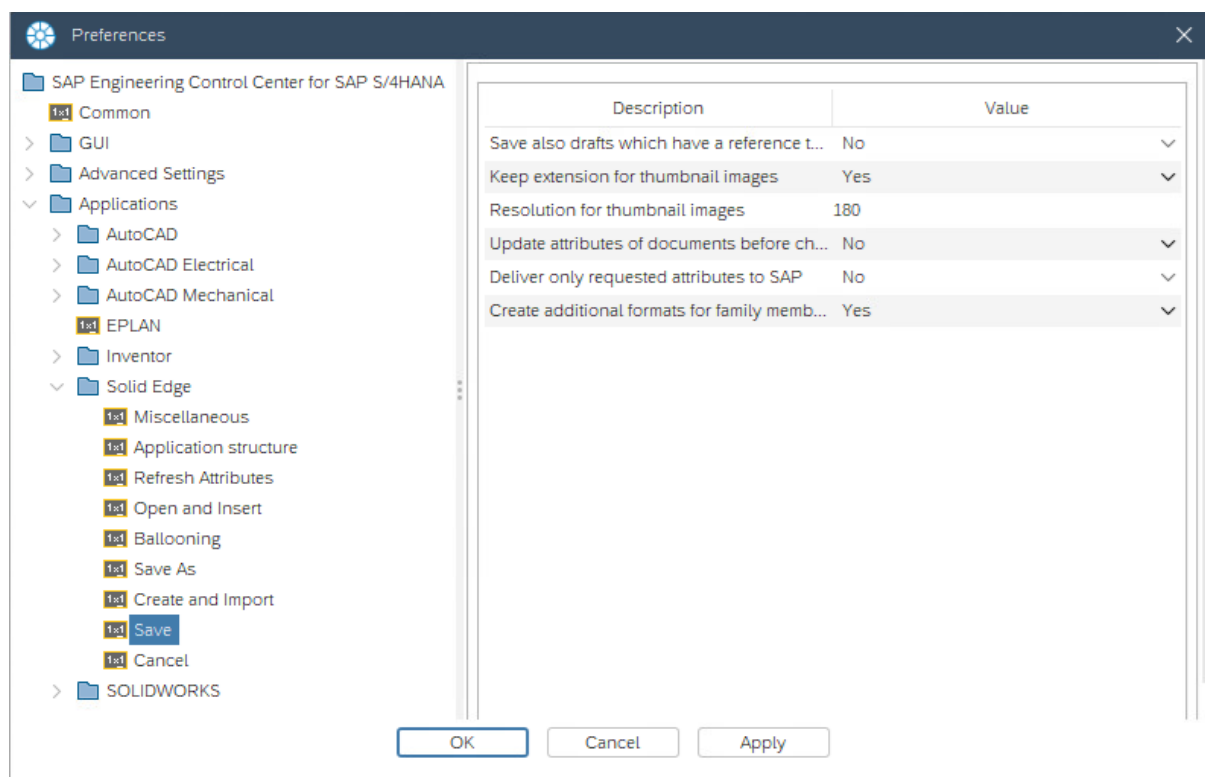 Preferences
SAP Engineering Control Center for SAP S/4HANA
1x1 Common
GUI
Advanced Settings
Applications
AutoCAD
AutoCAD Electrical
AutoCAD Mechanical
1x1 EPLAN
Inventor
Solid Edge
1x1 Miscellaneous
1x1 Application structure
1x1 Refresh Attributes
1x1 Open and Insert
1x1 Ballooning
1x1 Save As
1x1 Create and Import
1x1 Save
1x1 Cancel
SOLIDWORKS
Description Value
Save also drafts which have a reference t... No
Keep extension for thumbnail images Yes
Resolution for thumbnail images 180
Update attributes of documents before ch... No
Deliver only requested attributes to SAP No
Create additional formats for family memb... Yes
OK Cancel Apply